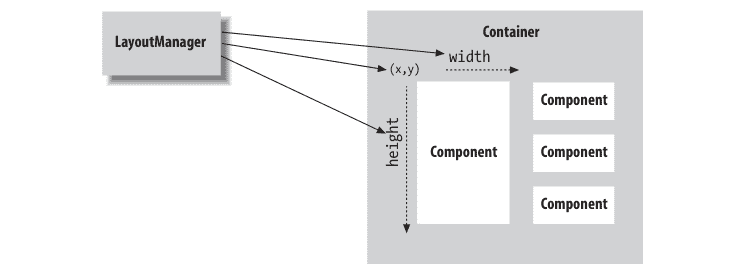 LayoutManager
Container
width
(x,y)
height
Component
Component
Component
Component